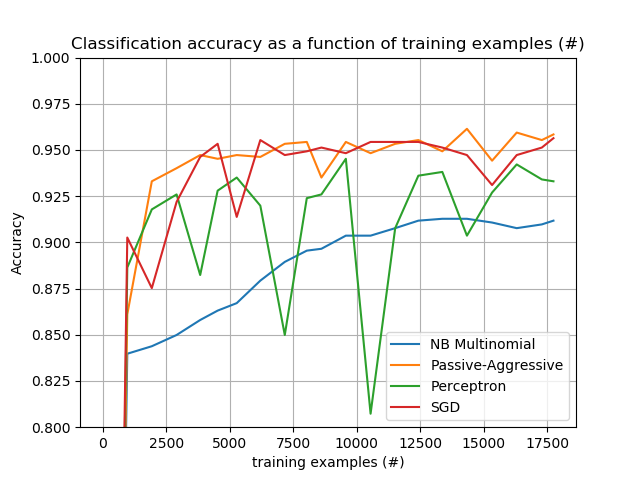 Classification accuracy as a function of training examples (#)
1.000
0.975
0.950
0.925
0.900
0.875
0.850
0.825
0.800
Accuracy
NB Multinomial
Passive-Aggressive
Perceptron
SGD
0 2500 5000 7500 10000 12500 15000 17500
training examples (#)